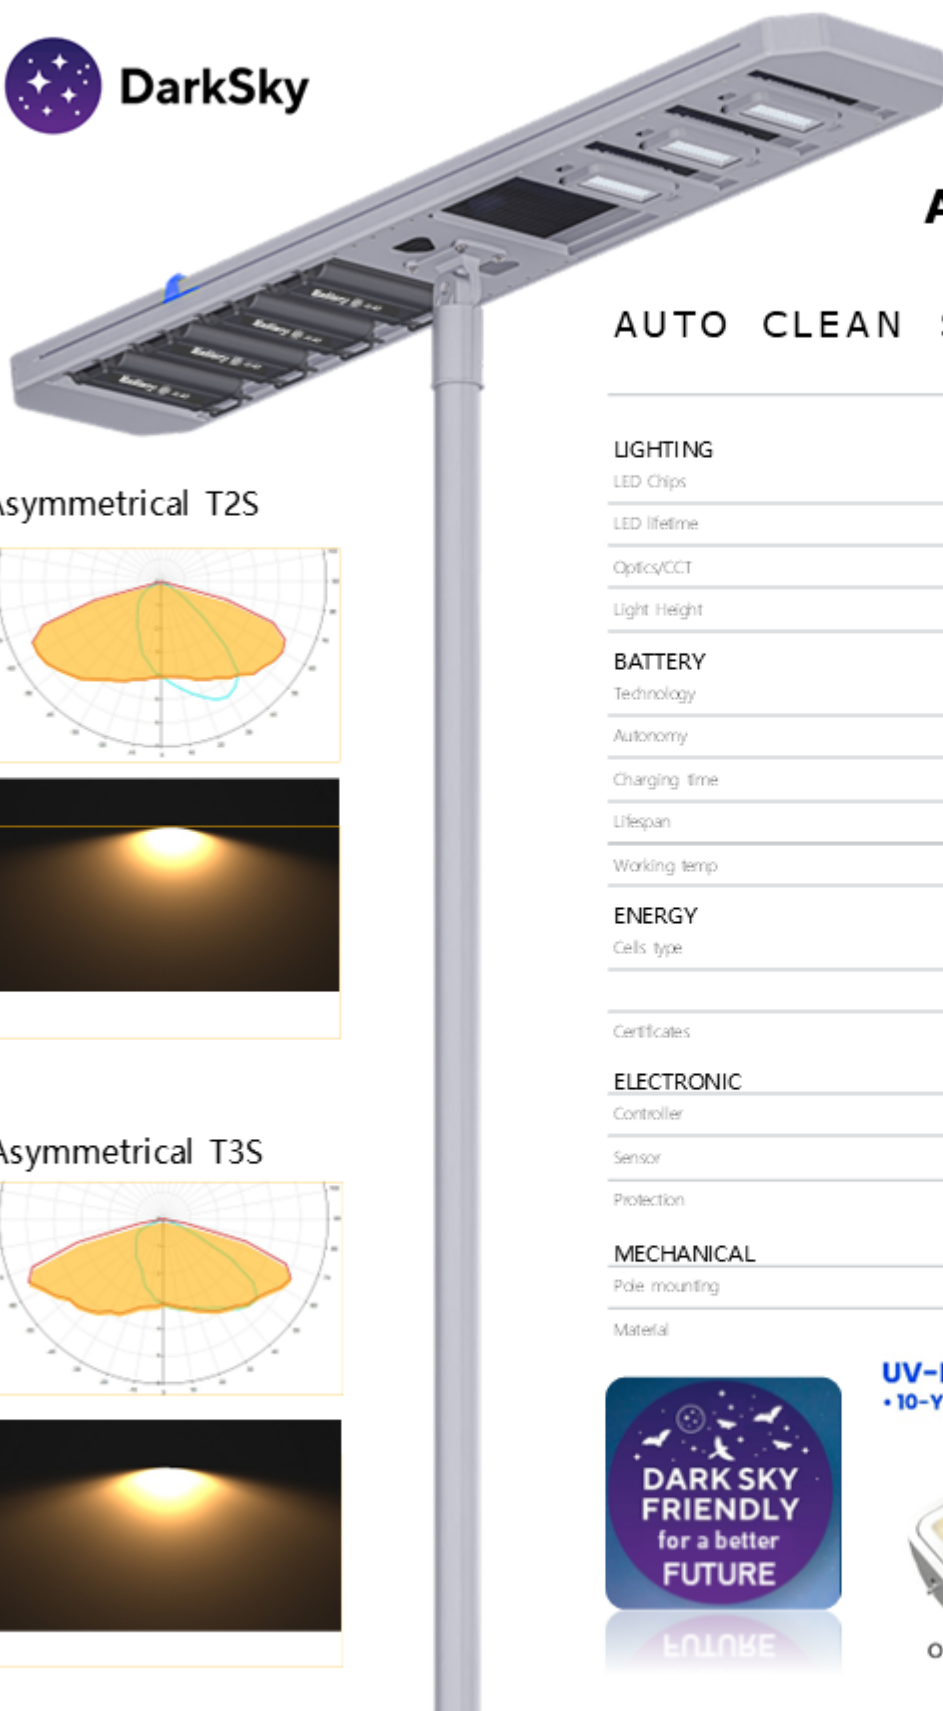 DarkSky
A
AUTO CLEAN S
LIGHTING
LED Chips
LED lifetime
Optics/CCT
Light Height
BATTERY
Technology
Autonomy
Charging time
Lifespan
Working temp
ENERGY
Cells type
Certificates
ELECTRONIC
Controller
Sensor
Protection
MECHANICAL
Pole mounting
Material
Asymmetrical T2S
Asymmetrical T3S
DARK SKY
FRIENDLY
for a better
FUTURE
UV-
• 10-Y
O